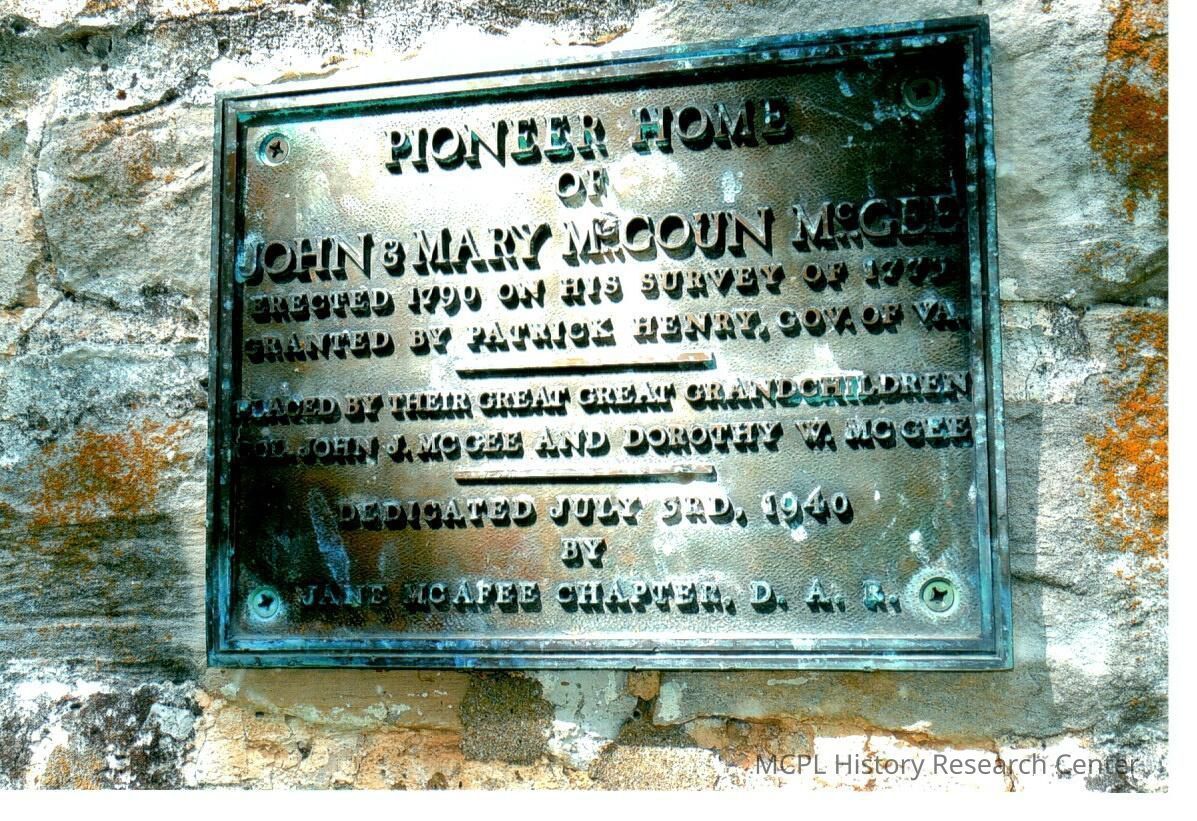 PIONEER HOME
OF
JOHN & MARY McCOUN McGEE
ERECTED 1790 ON HIS SURVEY OF
GRANTED BY PATRICK HENRY, GOV. OF VA.
PLACED BY THEIR GREAT GREAT GRANDCHILDREN
COL. JOHN J. MCGEE AND DOROTHY W. MCGEE
DEDICATED JULY 3RD, 1940
BY
JANE MCAFEE CHAPTER, D. A. R.
MCPL History Research Center